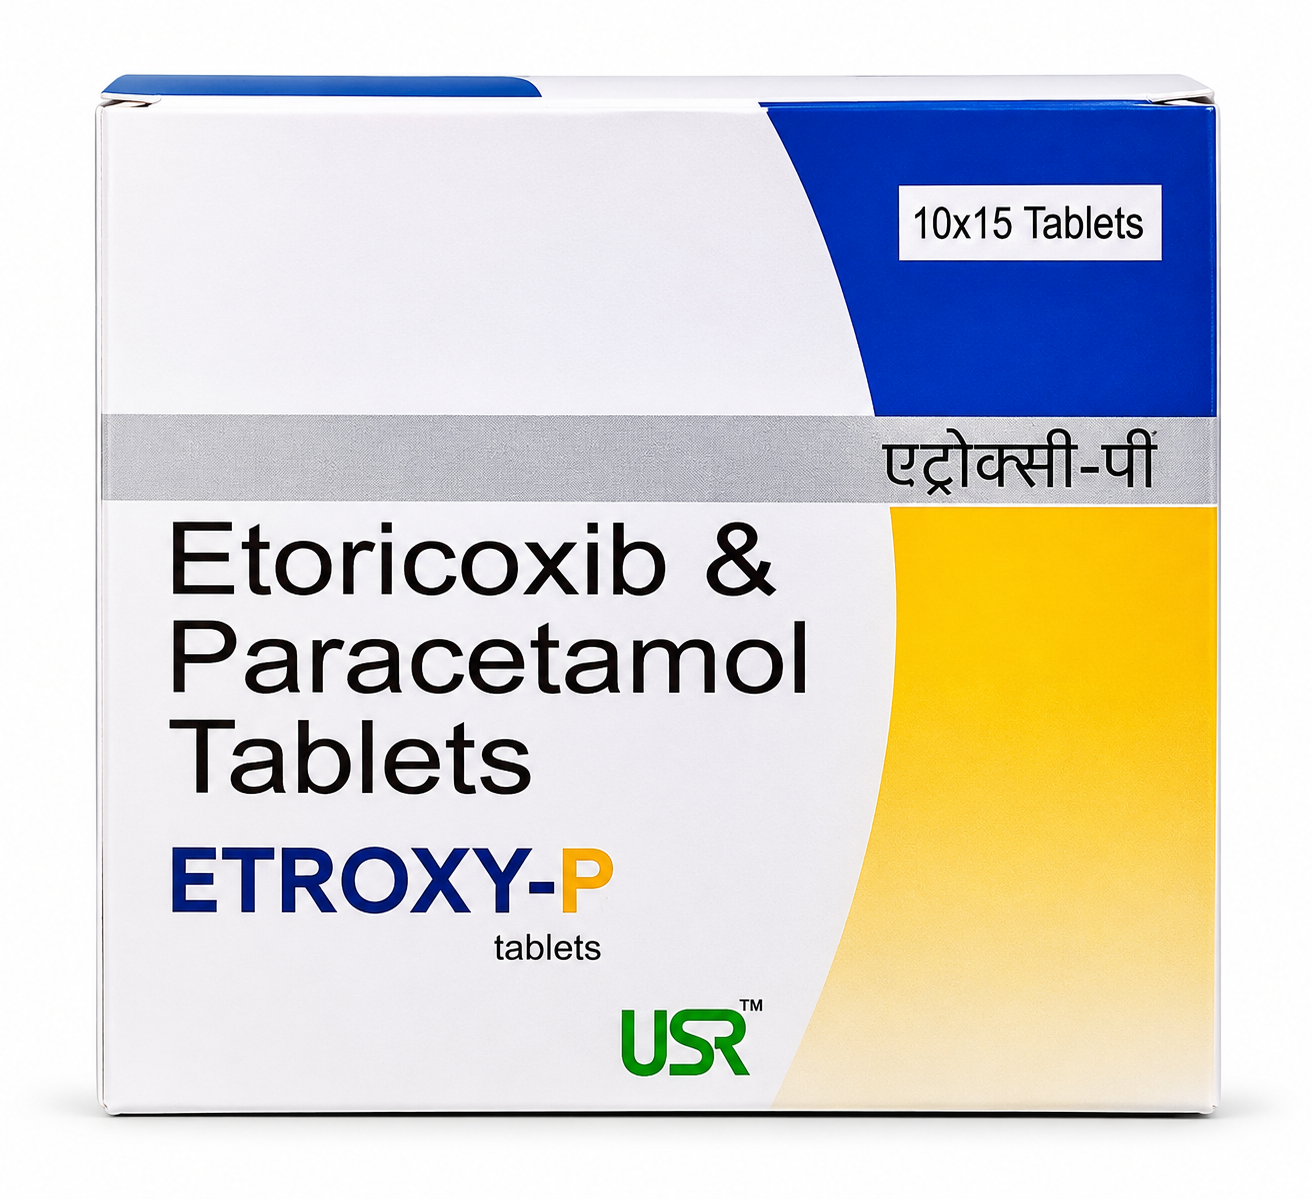 10x15 Tablets
एट्रोक्सी-पी
Etoricoxib &
Paracetamol
Tablets
ETROXY-P
tablets
USR™